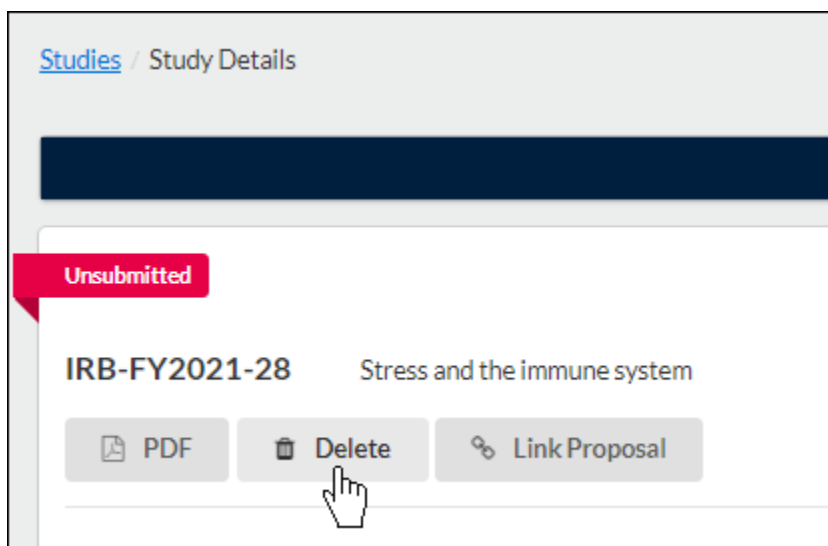 Studies / Study Details
Unsubmitted
IRB-FY2021-28 Stress and the immune system
PDF Delete Link Proposal